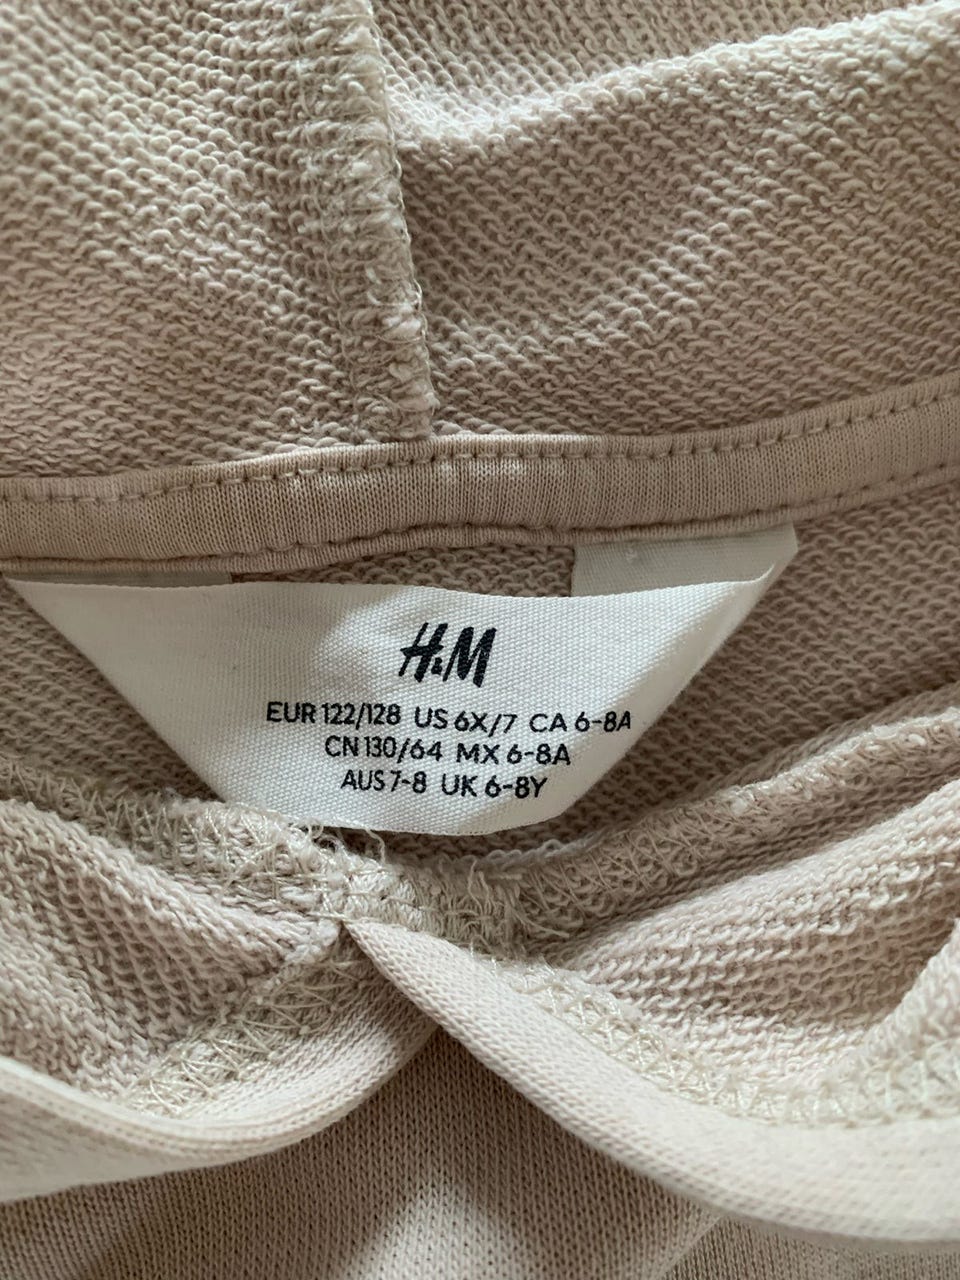 H&M
EUR 122/128 US 6X/7 CA 6-8A
CN 130/64 MX 6-8A
AUS 7-8 UK 6-8Y